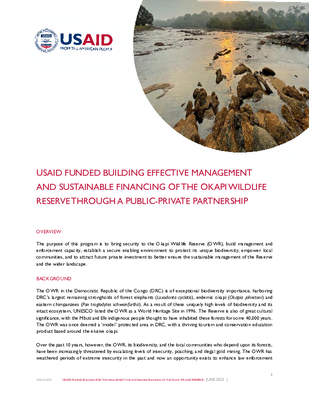 USAID
FROM THE AMERICAN PEOPLE
USAID FUNDED BUILDING EFFECTIVE MANAGEMENT
AND SUSTAINABLE FINANCING OF THE OKAPI WILDLIFE
RESERVE THROUGH A PUBLIC-PRIVATE PARTNERSHIP
OVERVIEW
The purpose of this program is to bring security to the Okapi Wildlife Reserve (OWR), build management and
enforcement capacity, establish a secure enabling environment to protect its unique biodiversity, empower local
communities, and to attract future private investment to better ensure the sustainable management of the Reserve
and the wider landscape.
BACKGROUND
The OWR in the Democratic Republic of the Congo (DRC) is of exceptional biodiversity importance, harboring
DRC's largest remaining strongholds of forest elephants (Loxodonta cyclotis), endemic okapi (Okapia johnstoni) and
eastern chimpanzees (Pan troglodytes schweinfurthii). As a result of these uniquely high levels of biodiversity and its
intact ecosystem, UNESCO listed the OWR as a World Heritage Site in 1996. The Reserve is also of great cultural
significance, with the Mbuti and Efe indigenous people thought to have inhabited these forests for some 40,000 years.
The OWR was once deemed a "model" protected area in DRC, with a thriving tourism and conservation education
product based around the elusive okapi.
Over the past 10 years, however, the OWR, its biodiversity, and the local communities who depend upon its forests,
have been increasingly threatened by escalating levels of insecurity, poaching, and illegal gold mining. The OWR has
weathered periods of extreme insecurity in the past and now an opportunity exists to enhance law enforcement
1
JUNE 2022 |